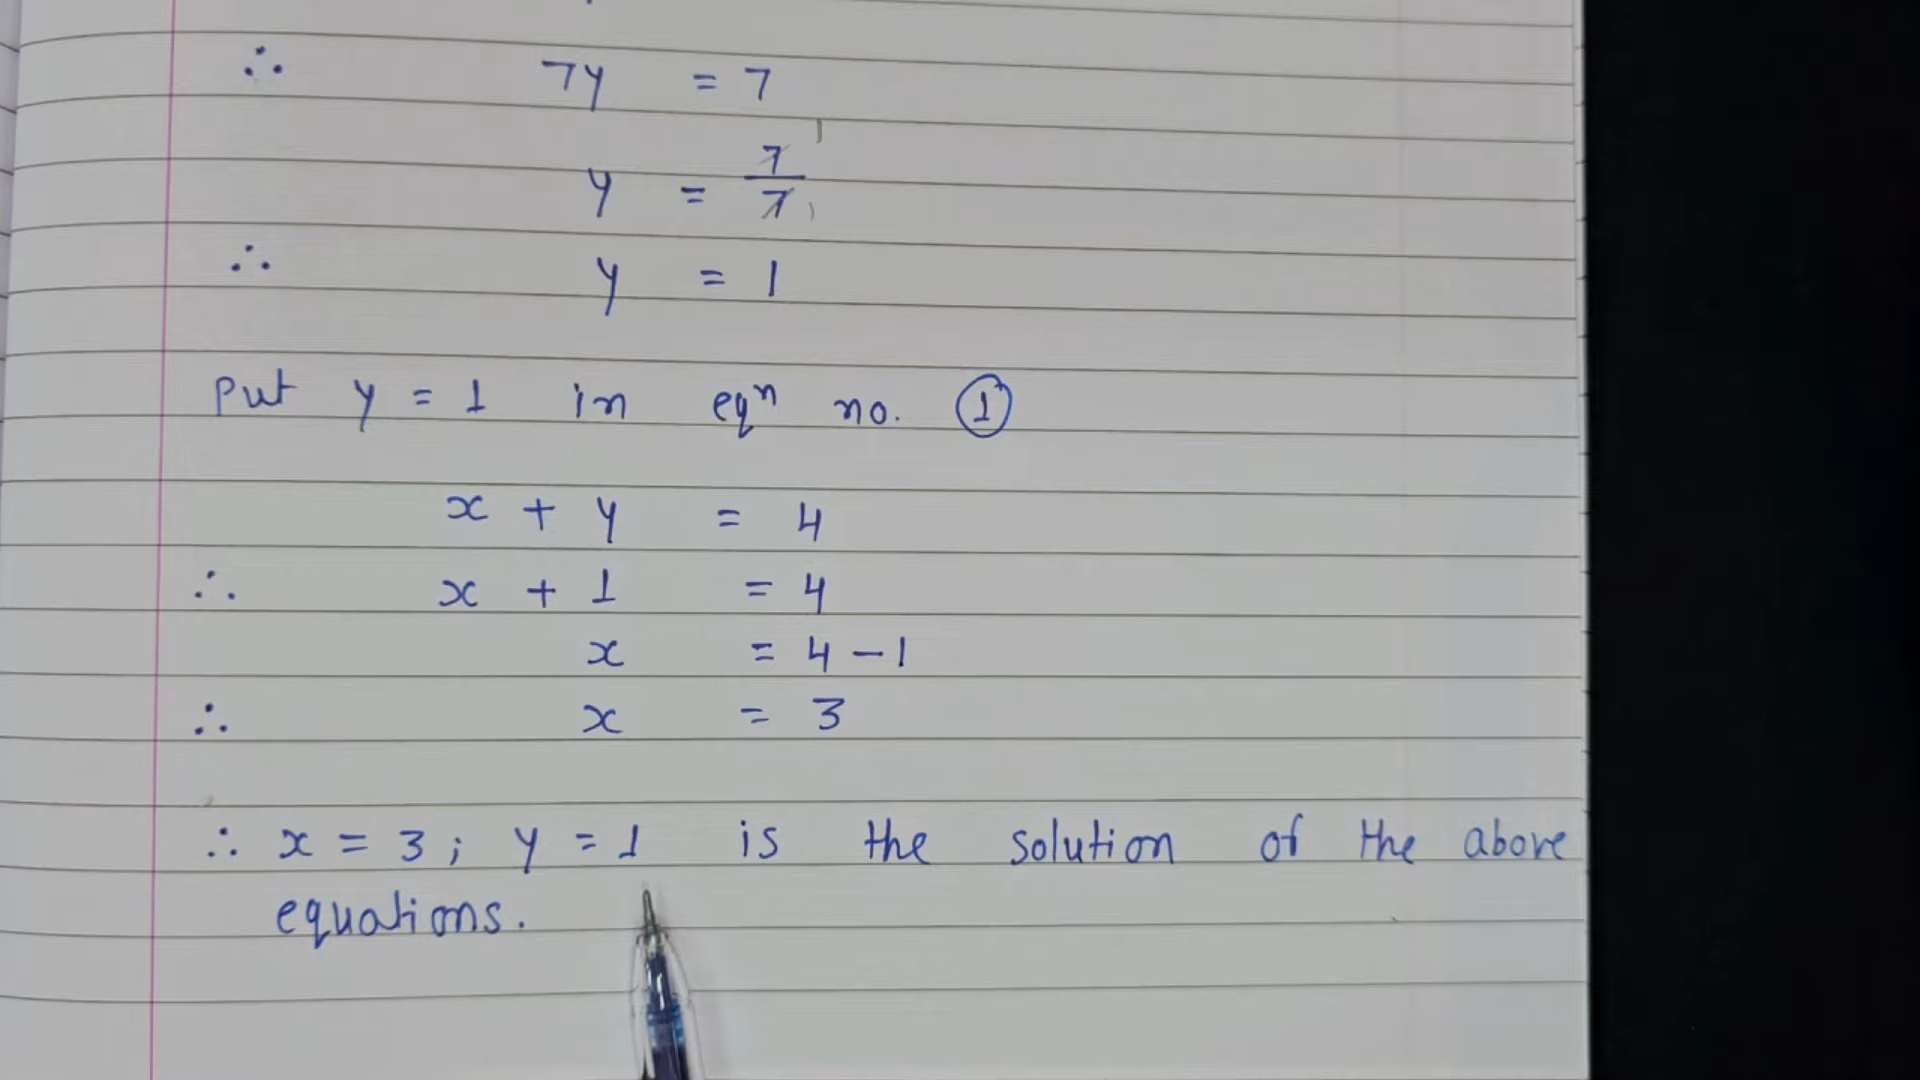 ∴ 7y = 7
y = 7/7
∴ y = 1
Put y = 1 in eqⁿ no. ①
x + y = 4
∴ x + 1 = 4
x = 4 - 1
∴ x = 3
∴ x = 3; y = 1 is the solution of the above
equations.